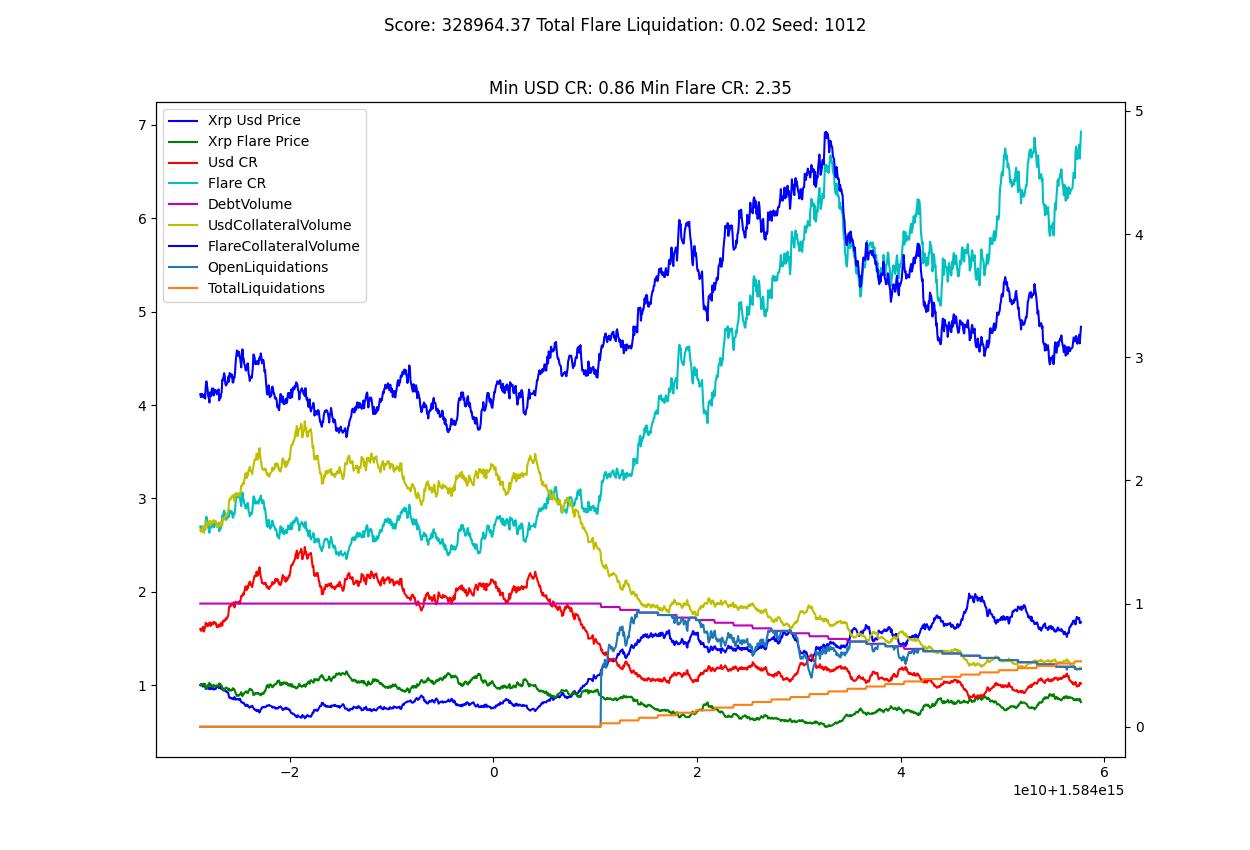 Score: 328964.37 Total Flare Liquidation: 0.02 Seed: 1012
Min USD CR: 0.86 Min Flare CR: 2.35
Xrp Usd Price
Xrp Flare Price
Usd CR
Flare CR
DebtVolume
UsdCollateralVolume
FlareCollateralVolume
OpenLiquidations
TotalLiquidations
7
6
5
4
3
2
1
5
4
3
2
1
0
−2
0
2
4
6
1e10+1.584e15